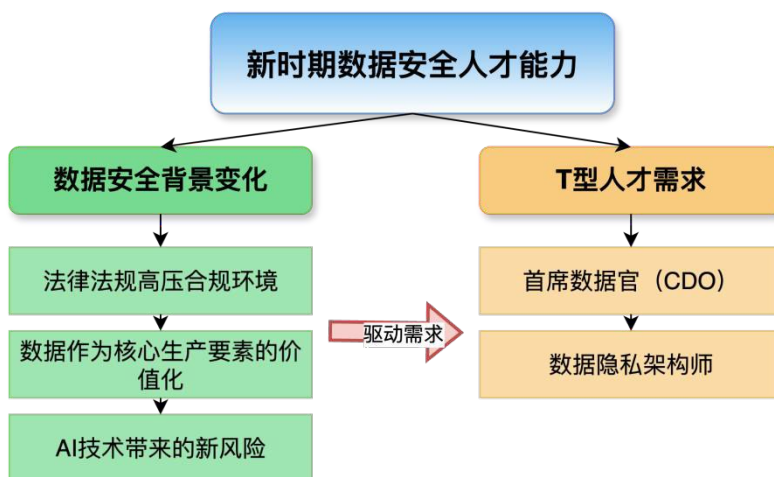 新时期数据安全人才能力
数据安全背景变化
T型人才需求
法律法规高压合规环境
首席数据官（CDO）
驱动需求
数据作为核心生产要素的价
值化
数据隐私架构师
AI技术带来的新风险